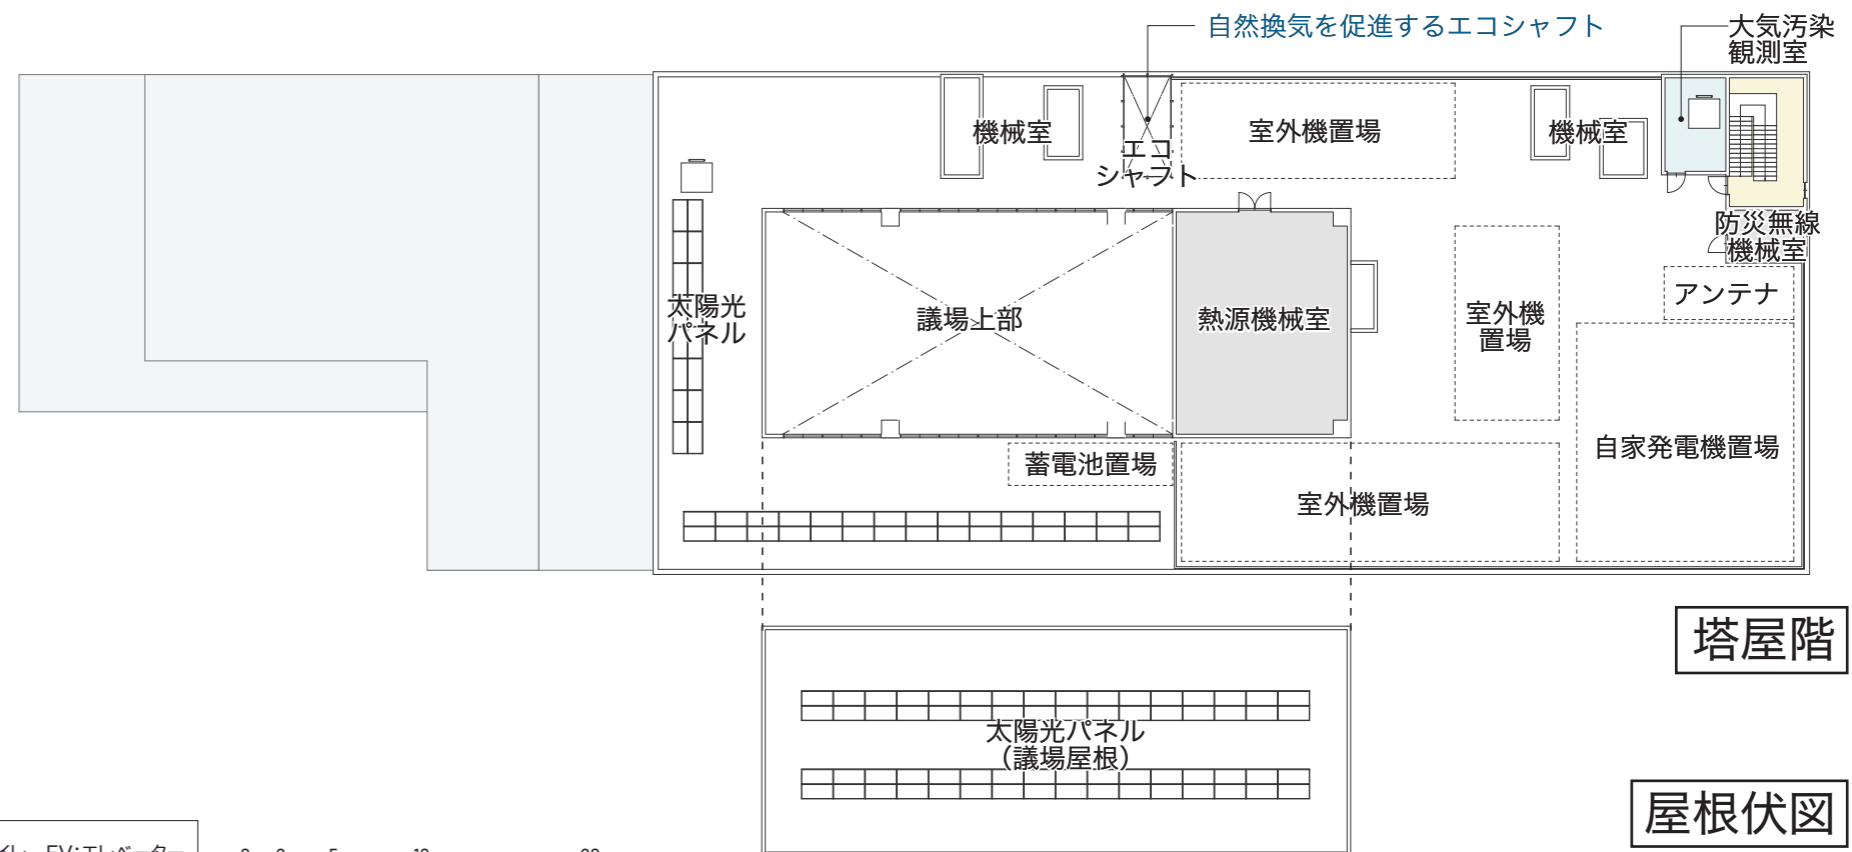 自然換気を促進するエコシャフト
大気汚染
観測室
機械室
エコ
シャフト
室外機置場
機械室
防災無線
機械室
アンテナ
太陽光
パネル
議場上部
熱源機械室
室外機
置場
自家発電機置場
蓄電池置場
室外機置場
塔屋階
太陽光パネル
（議場屋根）
屋根伏図